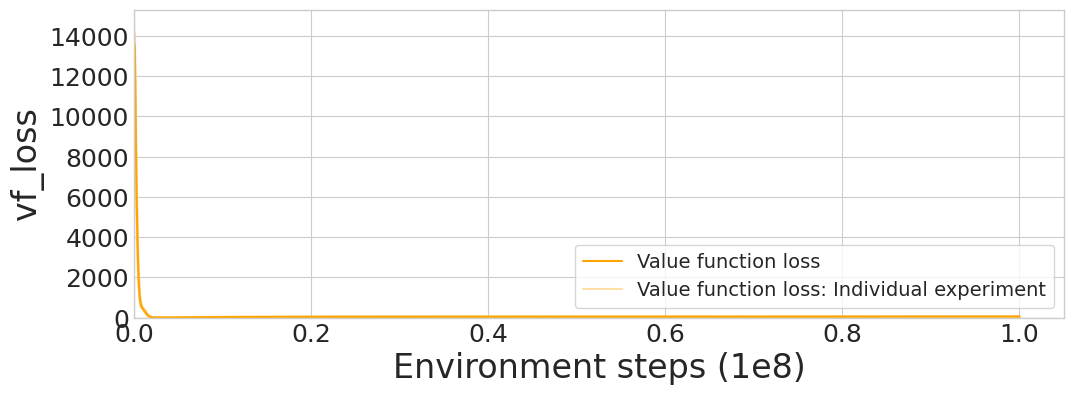 14000
12000
10000
8000
6000
4000
2000
0
vf_loss
Value function loss
Value function loss: Individual experiment
0.0 0.2 0.4 0.6 0.8 1.0
Environment steps (1e8)